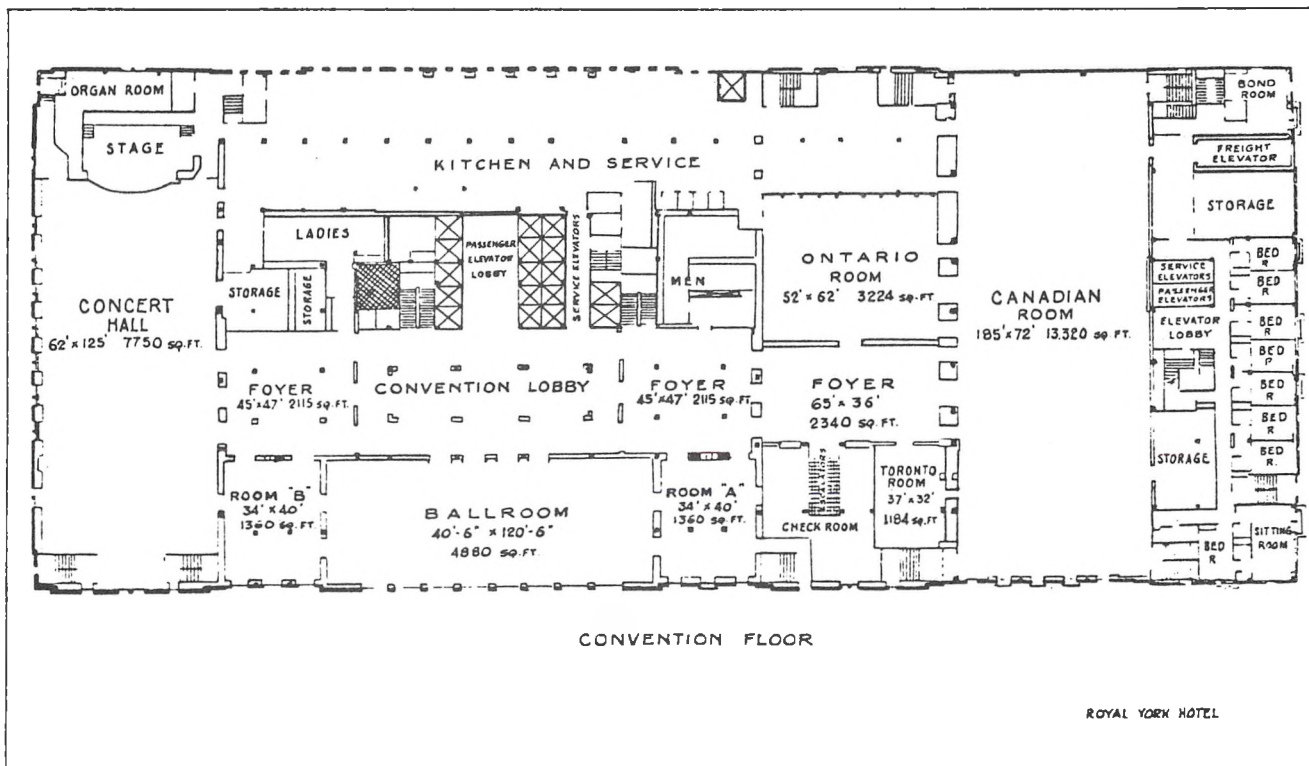 ORGAN ROOM
STAGE
CONCERT
HALL
62' x 125' 7750 SQ. FT.
KITCHEN AND SERVICE
LADIES
STORAGE
STORAGE
PASSENGER
ELEVATOR
LOBBY
SERVICE ELEVATORS
MEN
FOYER
45' x 47' 2115 SQ. FT.
CONVENTION LOBBY
FOYER
45' x 47' 2115 SQ. FT.
ROOM "B"
34' x 40'
1360 SQ. FT.
BALLROOM
40'-6" x 120'-6"
4880 SQ. FT.
ROOM "A"
34' x 40'
1360 SQ. FT.
ONTARIO
ROOM
52' x 62' 3224 SQ. FT.
FOYER
65' x 36'
2340 SQ. FT.
ESCALATORS
CHECK ROOM
TORONTO
ROOM
37' x 32'
1184 SQ. FT
CANADIAN
ROOM
185' x 72' 13,320 SQ. FT.
BOND
ROOM
FREIGHT
ELEVATOR
STORAGE
SERVICE
ELEVATORS
PASSENGER
ELEVATORS
ELEVATOR
LOBBY
STORAGE
BED
R
BED
R
BED
R
BED
R
BED
R
BED
R
BED
R.
BED
R
SITTING
ROOM
CONVENTION FLOOR
ROYAL YORK HOTEL